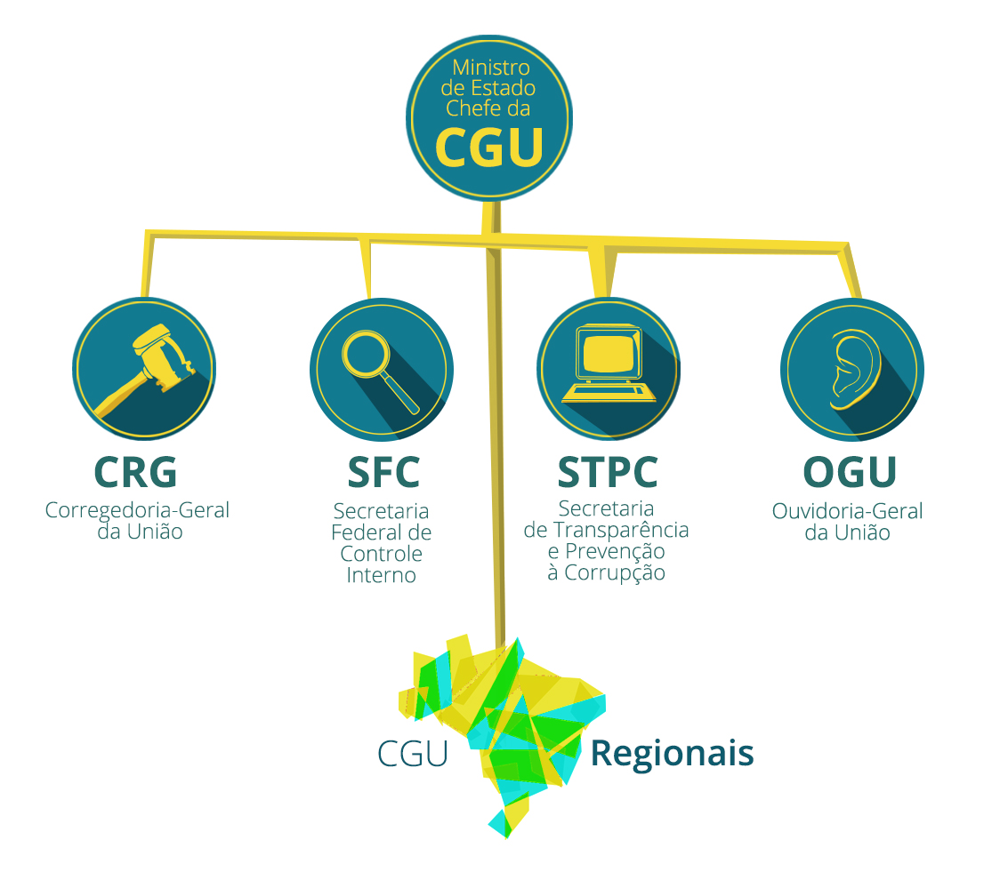 Ministro
de Estado
Chefe da
CGU
CRG
Corregedoria-Geral
da União
SFC
Secretaria
Federal de
Controle
Interno
STPC
Secretaria
de Transparência
e Prevenção
à Corrupção
OGU
Ouvidoria-Geral
da União
CGU Regionais